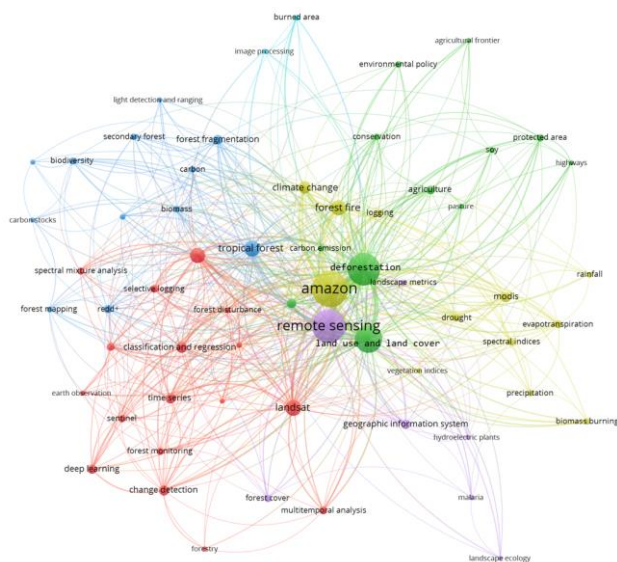 burned area
agricultural frontier
image processing
environmental policy
light detection and ranging
secondary forest
forest fragmentation
conservation
protected area
soy
biodiversity
highways
carbon
climate change
agriculture
biomass
forest fire
pasture
logging
carbon stocks
tropical forest
carbon emission
deforestation
spectral mixture analysis
rainfall
landscape metrics
selective logging
amazon
modis
forest mapping
redd+
forest disturbance
drought
evapotranspiration
remote sensing
classification and regression
land use and land cover
spectral indices
vegetation indices
earth observation
precipitation
time series
landsat
sentinel
geographic information system
biomass burning
hydroelectric plants
forest monitoring
deep learning
change detection
forest cover
malaria
multitemporal analysis
forestry
landscape ecology